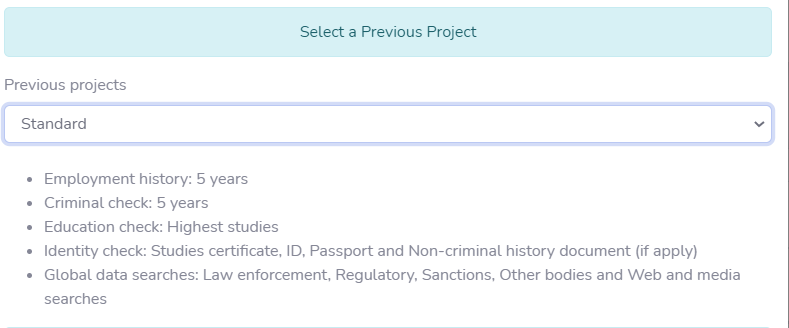 Select a Previous Project
Previous projects
Standard
Employment history: 5 years
Criminal check: 5 years
Education check: Highest studies
Identity check: Studies certificate, ID, Passport and Non-criminal history document (if apply)
Global data searches: Law enforcement, Regulatory, Sanctions, Other bodies and Web and media
searches